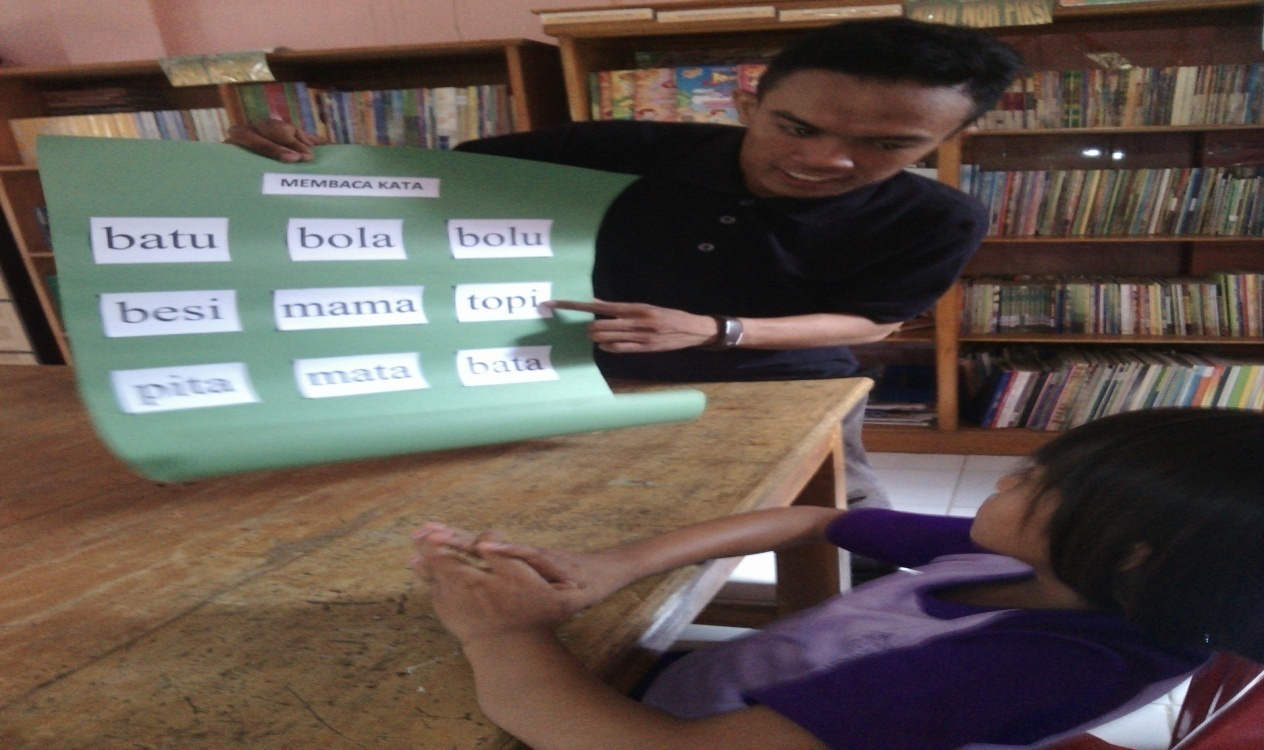 MEMBACA KATA
batu bola bolu
besi mama topi
pita mata bata